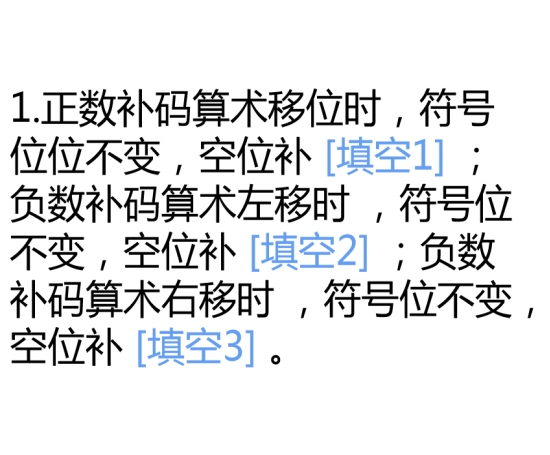 1.正数补码算术移位时，符号
位位不变，空位补 [填空1] ；
负数补码算术左移时 ，符号位
不变，空位补 [填空2] ；负数
补码算术右移时 ，符号位不变，
空位补 [填空3] 。